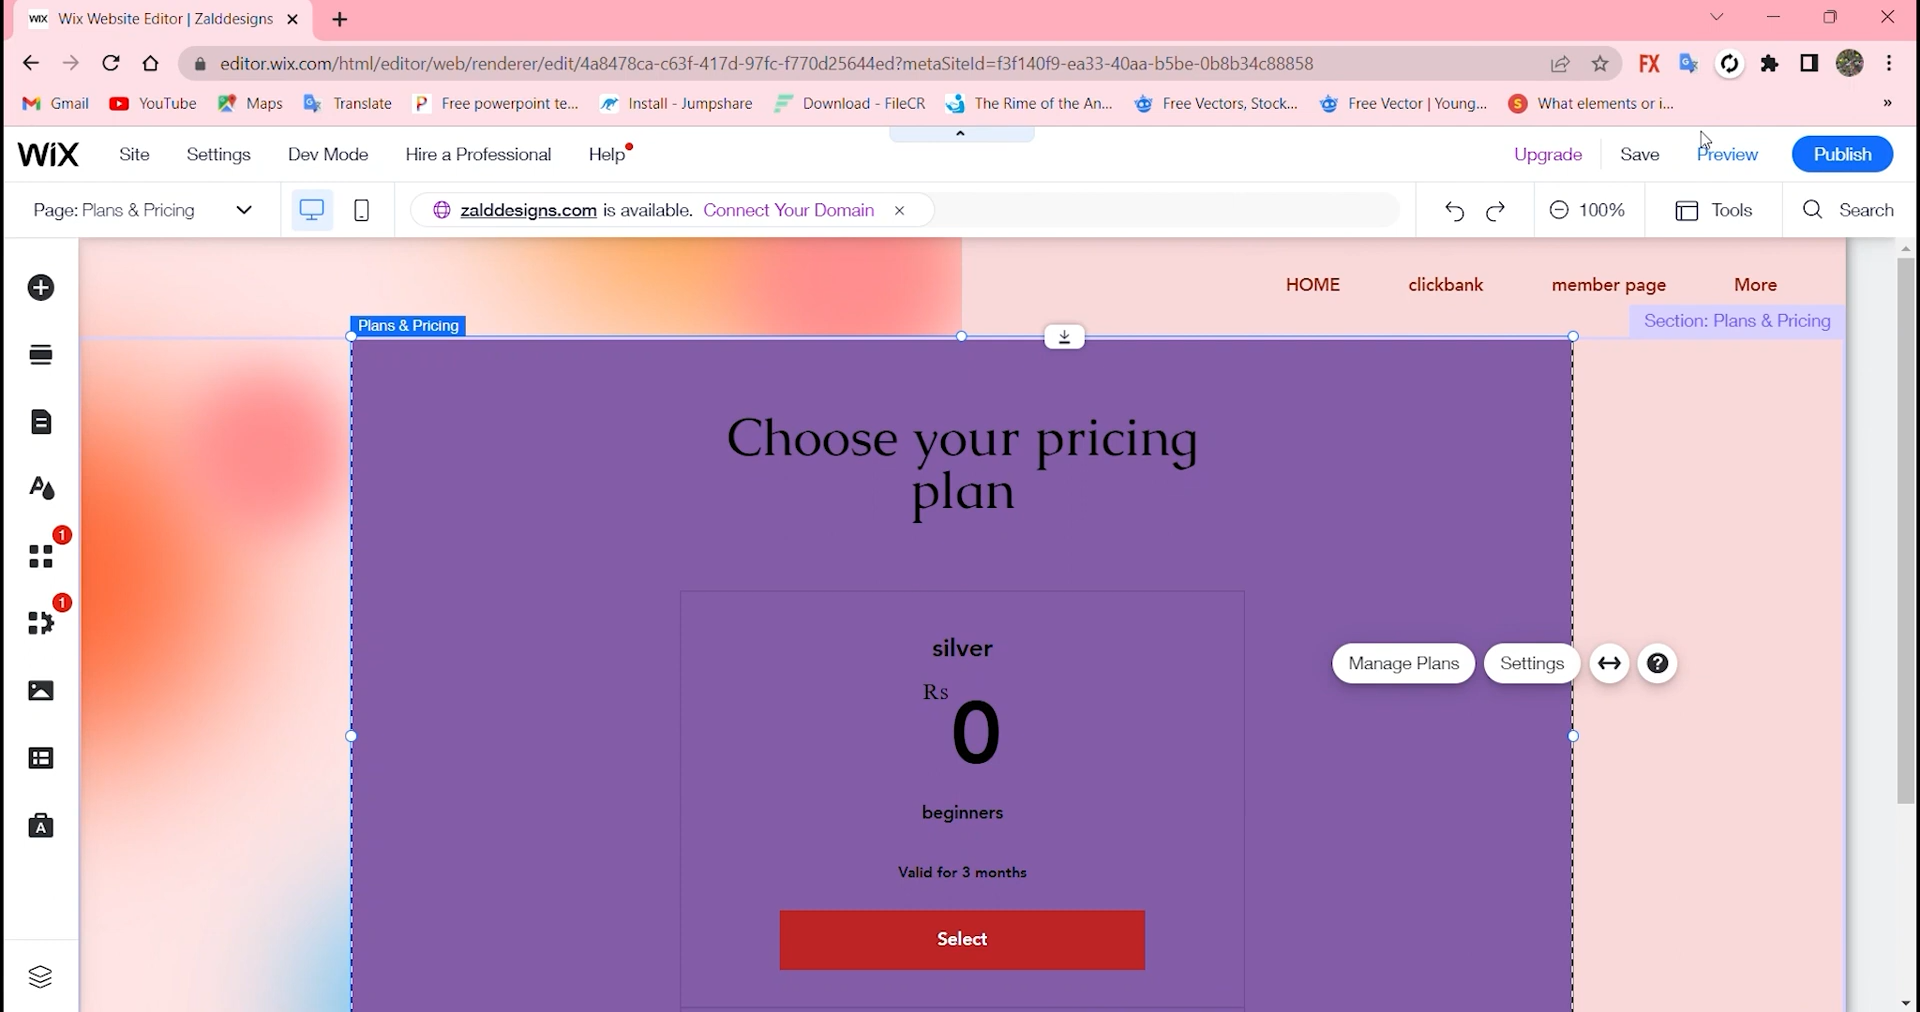 WIX Wix Website Editor | Zalddesigns
editor.wix.com/html/editor/web/renderer/edit/4a8478ca-c63f-417d-97fc-f770d25644ed?metaSiteId=f3f140f9-ea33-40aa-b5be-0b8b34c88858
FX
Gmail YouTube Maps Translate P Free powerpoint te... Install - Jumpshare Download - FileCR The Rime of the An... Free Vectors, Stock... Free Vector | Young... S What elements or i... »
WIX Site Settings Dev Mode Hire a Professional Help Upgrade Save Preview Publish
Page: Plans & Pricing zalddesigns.com is available. Connect Your Domain 100% Tools Search
HOME clickbank member page More
Plans & Pricing Section: Plans & Pricing
Choose your pricing
plan
1
1
silver
Manage Plans Settings ?
Rs
0
beginners
A
Valid for 3 months
Select